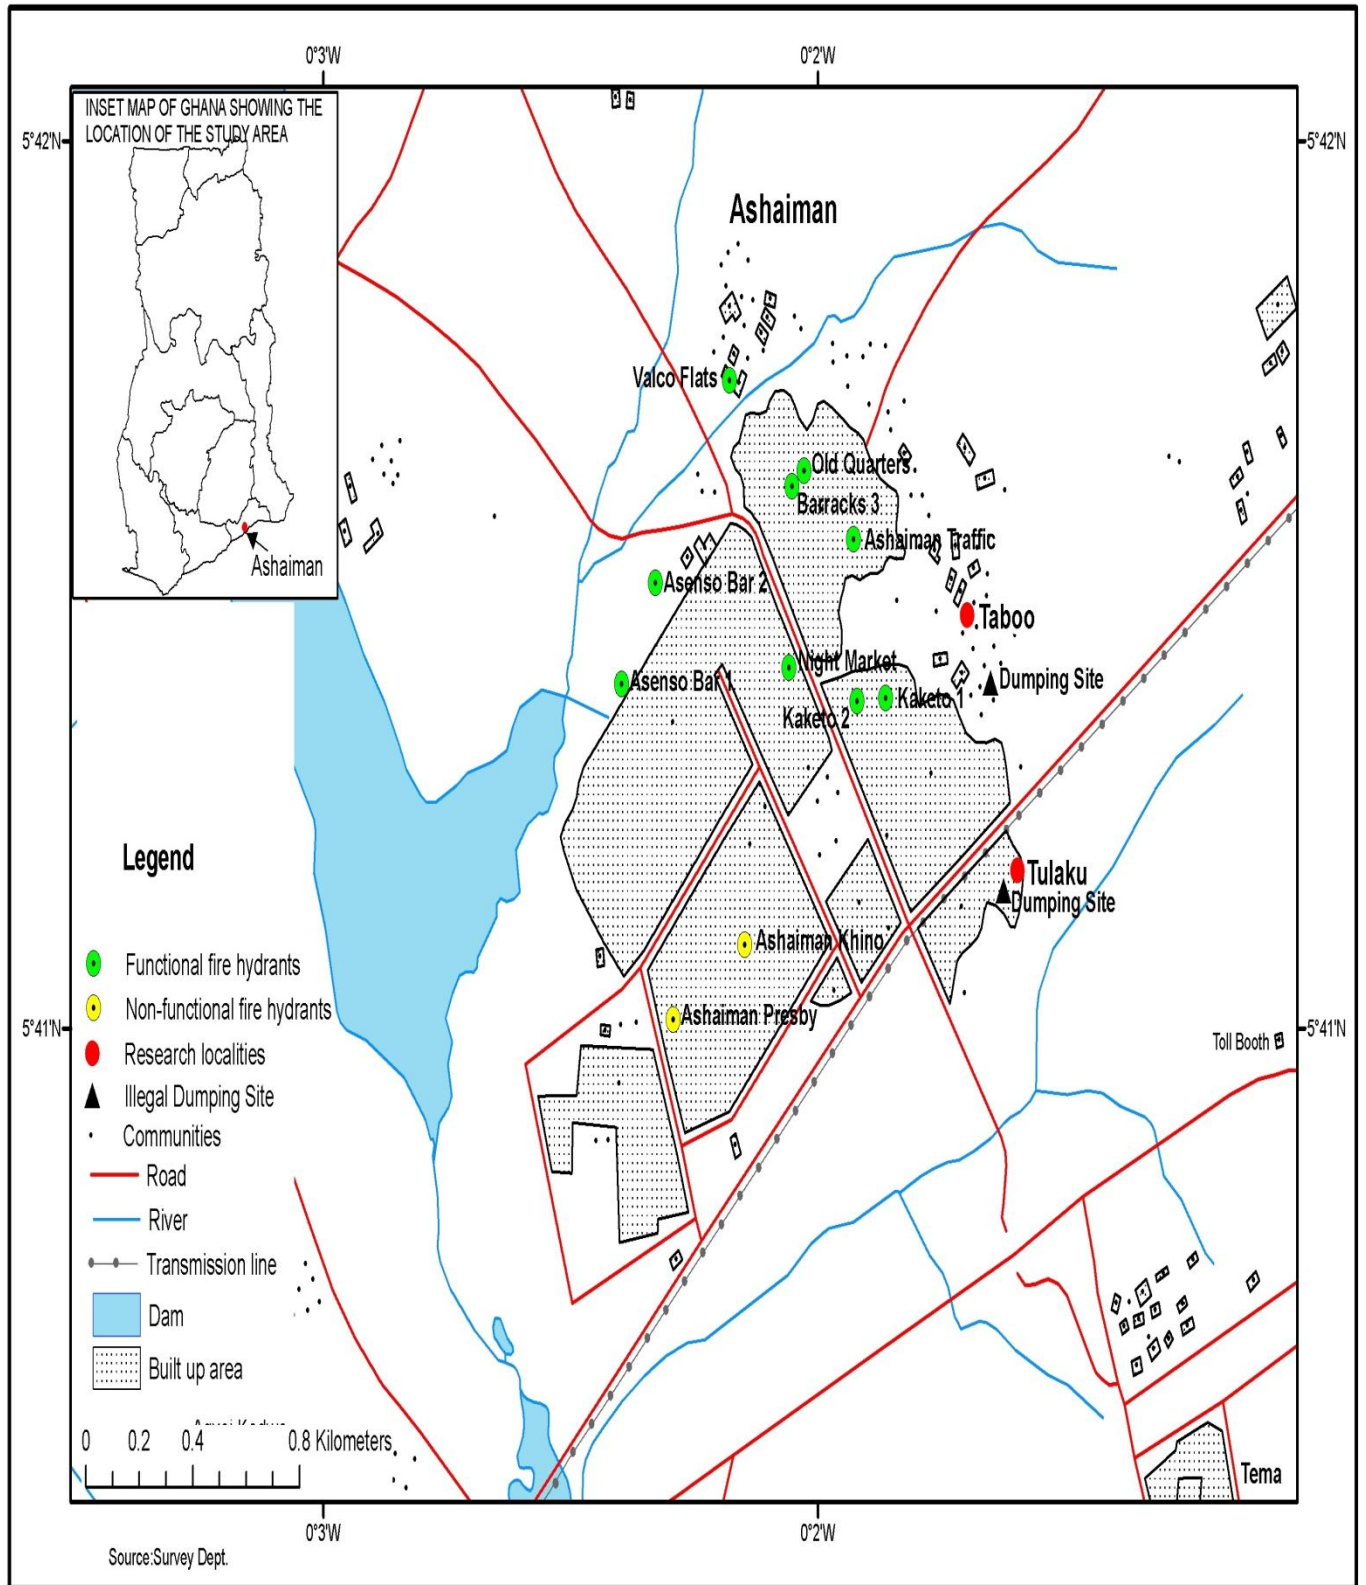 0°3'W
0°2'W
INSET MAP OF GHANA SHOWING THE
LOCATION OF THE STUDY AREA
5°42'N
5°42'N
Ashaiman
Valco Flats
Old Quarters
Barracks 3
Ashaiman Traffic
Ashaiman
Asenso Bar 2
Taboo
Night Market
Asenso Bar 1
Dumping Site
Kaketo 1
Kaketo 2
Legend
Tulaku
Dumping Site
Ashaiman Khino
Functional fire hydrants
Non-functional fire hydrants
Ashaiman Presby
5°41'N
5°41'N
Toll Booth
Research localities
Illegal Dumping Site
Communities
Road
River
Transmission line
Dam
Built up area
0 0.2 0.4 0.8 Kilometers
Tema
0°3'W
0°2'W
Source:Survey Dept.